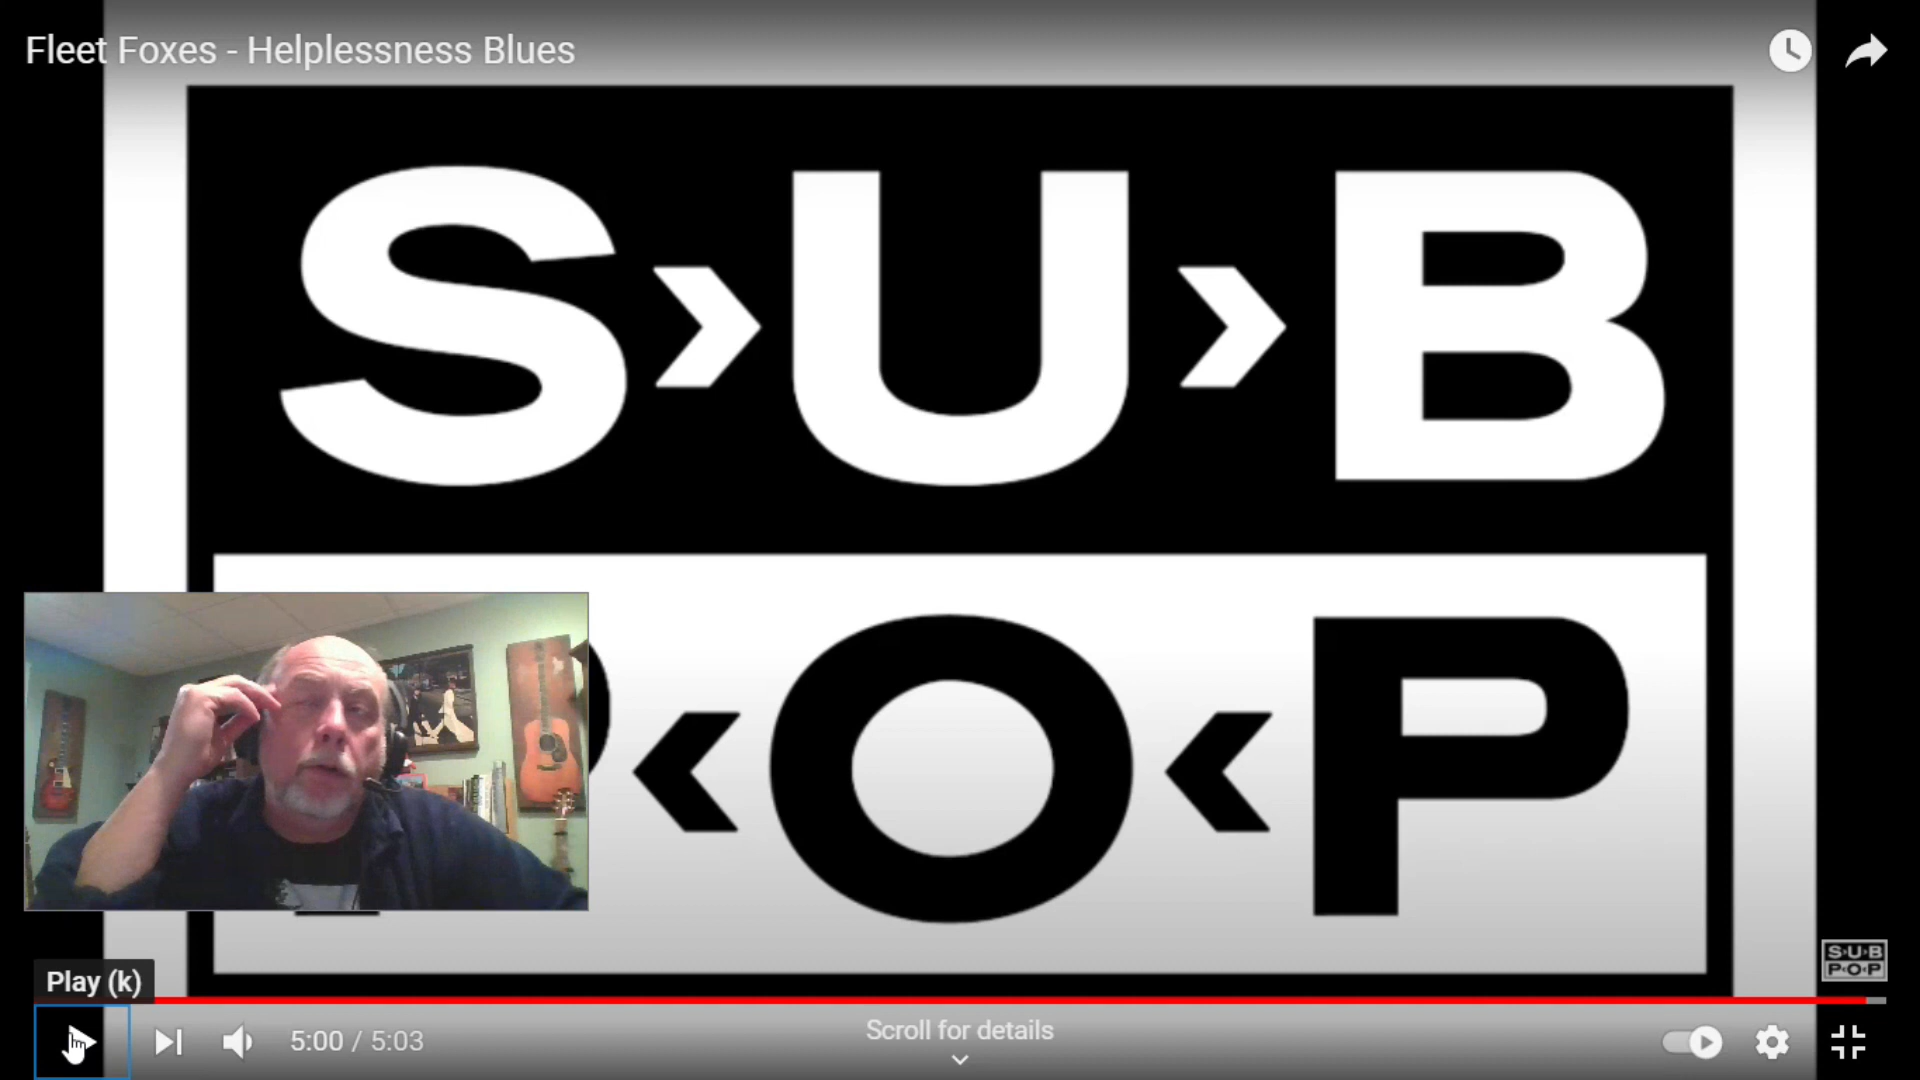 Fleet Foxes - Helplessness Blues
S›U›B
P‹O‹P
S·U·B
P·O·P
Play (k)
5:00 / 5:03
Scroll for details